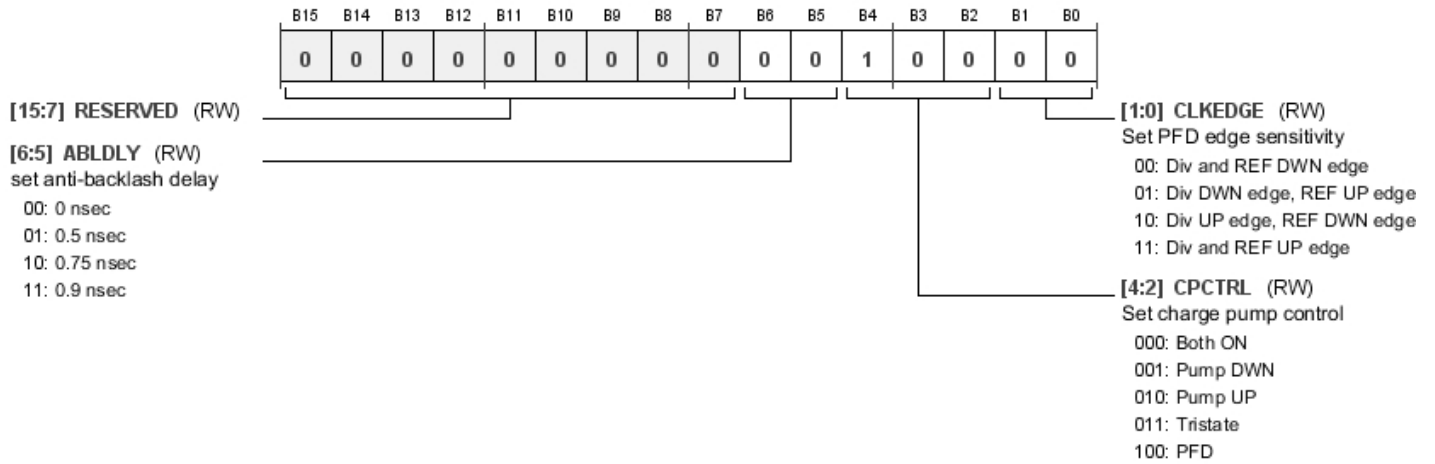 B15 B14 B13 B12 B11 B10 B9 B8 B7 B6 B5 B4 B3 B2 B1 B0
0 0 0 0 0 0 0 0 0 0 0 1 0 0 0 0
[15:7] RESERVED (RW)
[6:5] ABLDLY (RW)
set anti-backlash delay
00: 0 nsec
01: 0.5 nsec
10: 0.75 nsec
11: 0.9 nsec
[1:0] CLKEDGE (RW)
Set PFD edge sensitivity
00: Div and REF DWN edge
01: Div DWN edge, REF UP edge
10: Div UP edge, REF DWN edge
11: Div and REF UP edge
[4:2] CPCTRL (RW)
Set charge pump control
000: Both ON
001: Pump DWN
010: Pump UP
011: Tristate
100: PFD